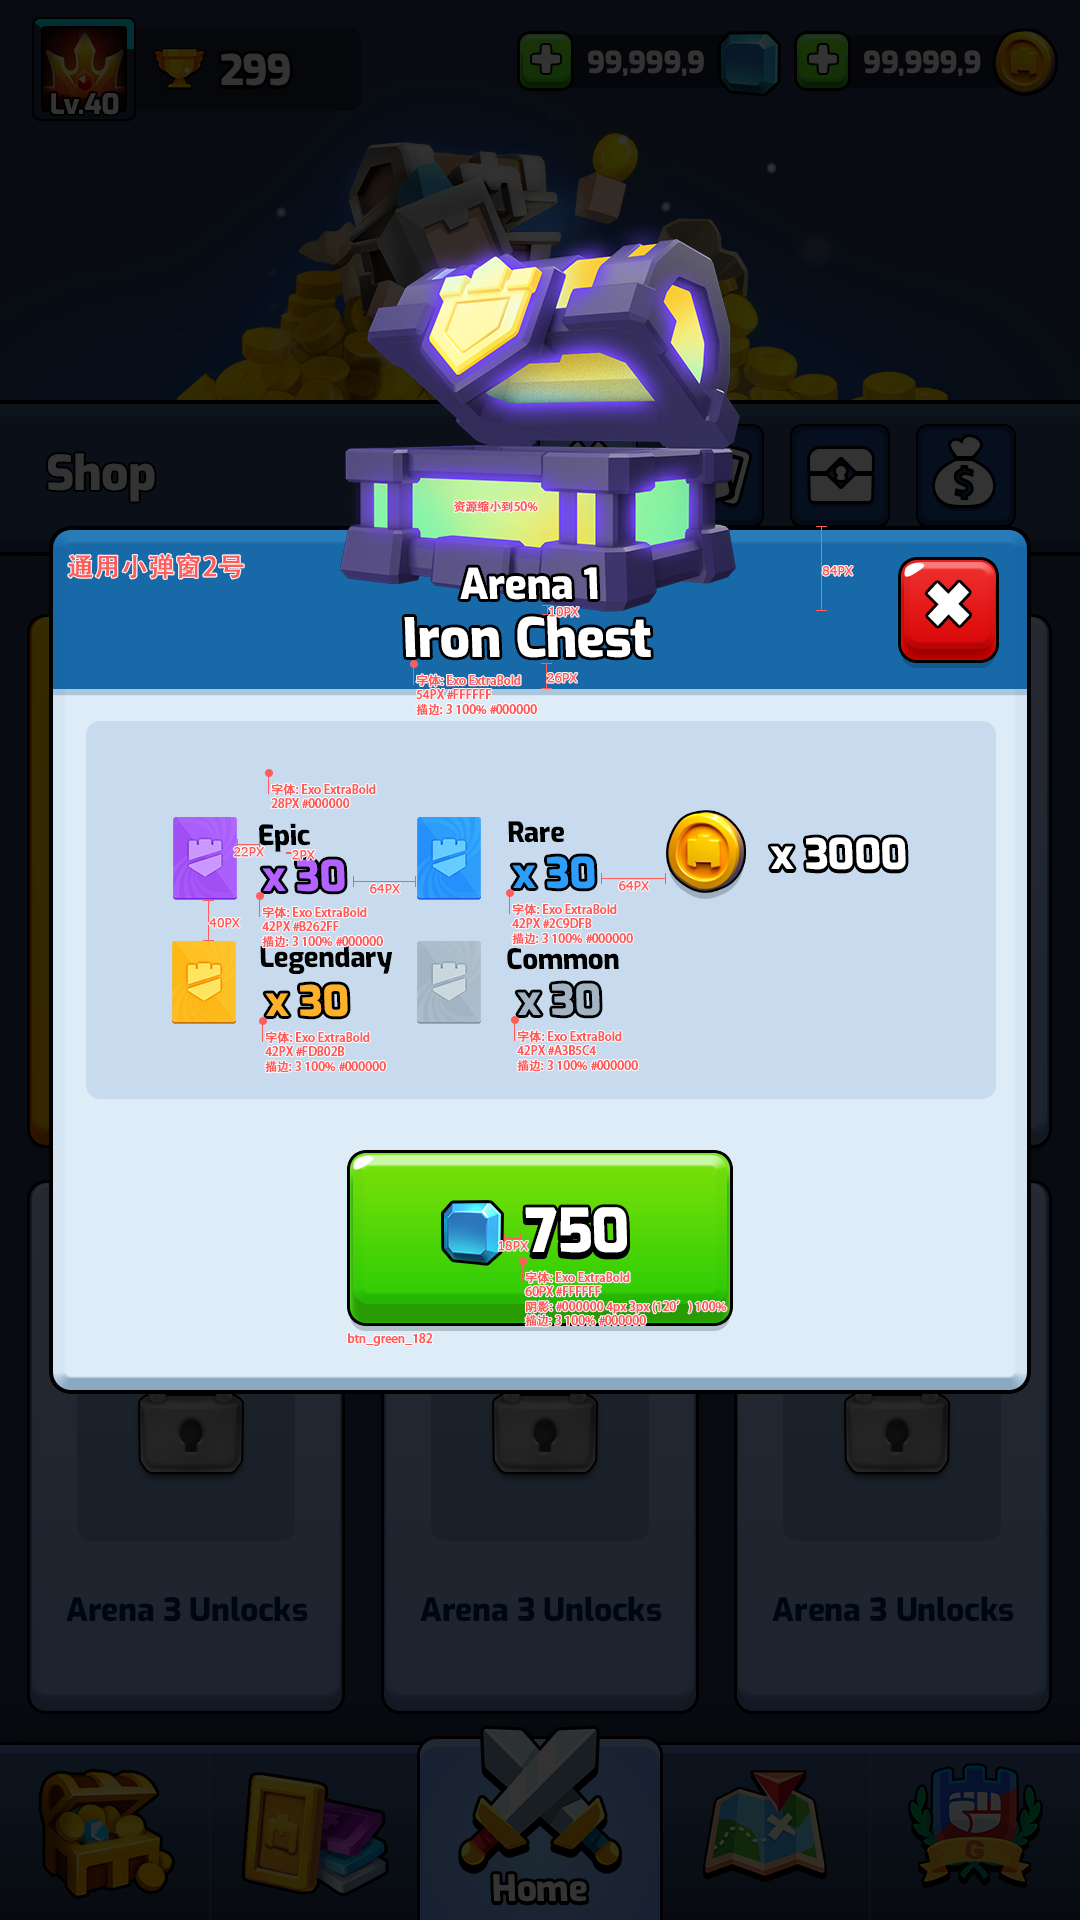 Lv.40
299
99,999,9
99,999,9
Shop
资源缩小到50%
通用小弹窗2号
84PX
Arena 1
10PX
Iron Chest
26PX
字体: Exo ExtraBold
54PX #FFFFFF
描边: 3 100% #000000
字体: Exo ExtraBold
28PX #000000
Epic
22PX
-2PX
x 30
64PX
字体: Exo ExtraBold
42PX #B262FF
描边: 3 100% #000000
40PX
Rare
x 30
64PX
字体: Exo ExtraBold
42PX #2C9DFB
描边: 3 100% #000000
x 3000
Legendary
x 30
字体: Exo ExtraBold
42PX #FDB02B
描边: 3 100% #000000
Common
x 30
字体: Exo ExtraBold
42PX #A3B5C4
描边: 3 100% #000000
750
18PX
字体: Exo ExtraBold
60PX #FFFFFF
阴影: #000000 4px 3px (120′) 100%
描边: 3 100% #000000
btn_green_182
Arena 3 Unlocks
Arena 3 Unlocks
Arena 3 Unlocks
Home
G